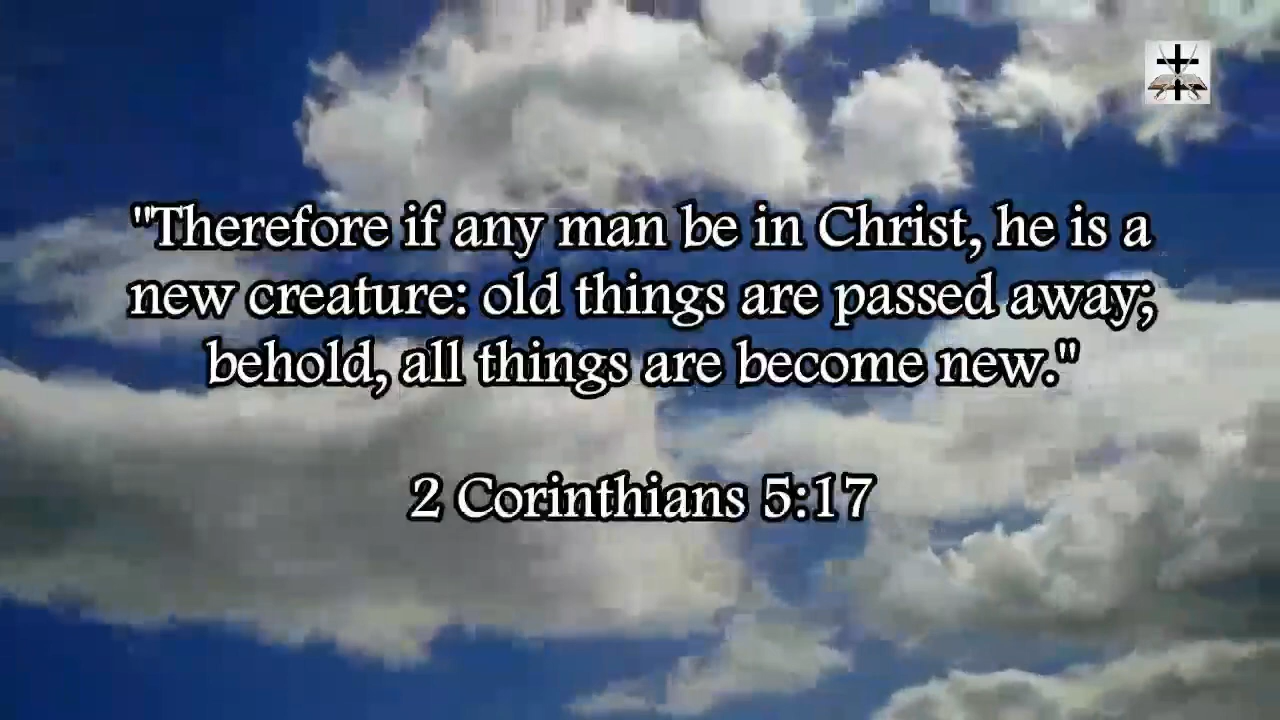 "Therefore if any man be in Christ, he is a
new creature: old things are passed away;
behold, all things are become new."
2 Corinthians 5:17